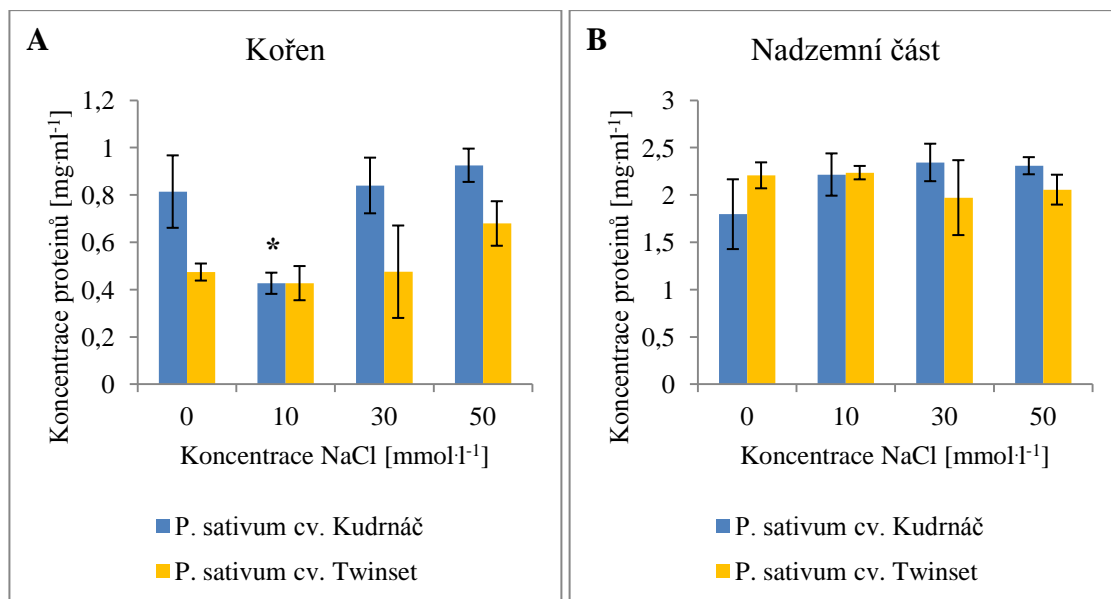 A
Kořen
Koncentrace proteinů [mg·ml⁻¹]
1,2
1
0,8
0,6
0,4
0,2
0
*
0 10 30 50
Koncentrace NaCl [mmol·l⁻¹]
P. sativum cv. Kudrnáč
P. sativum cv. Twinset
B
Nadzemní část
Koncentrace proteinů [mg·ml⁻¹]
3
2,5
2
1,5
1
0,5
0
0 10 30 50
Koncentrace NaCl [mmol·l⁻¹]
P. sativum cv. Kudrnáč
P. sativum cv. Twinset